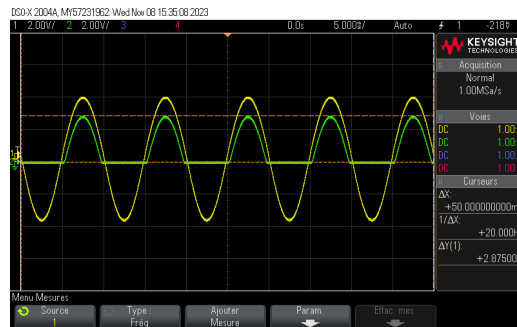 DSO-X 2004A, MY57231962: Wed Nov 08 15:35:08 2023
1 2.00V/ 2 2.00V/ 3 4 0.0s 5.000°/ Auto 1
KEYSIGHT
TECHNOLOGIES
Acquisition
Normal
1.00MSa/s
Voies
DC 1.00:
DC 1.00:
DC 1.00:
DC 1.00:
Curseurs
ΔX:
+50.000000000m
1/ΔX:
+20.000
ΔY(1):
+2.87500
Menu Mesures
Source Type : Ajouter Param. Effac. mes.
1 Fréq Mesure